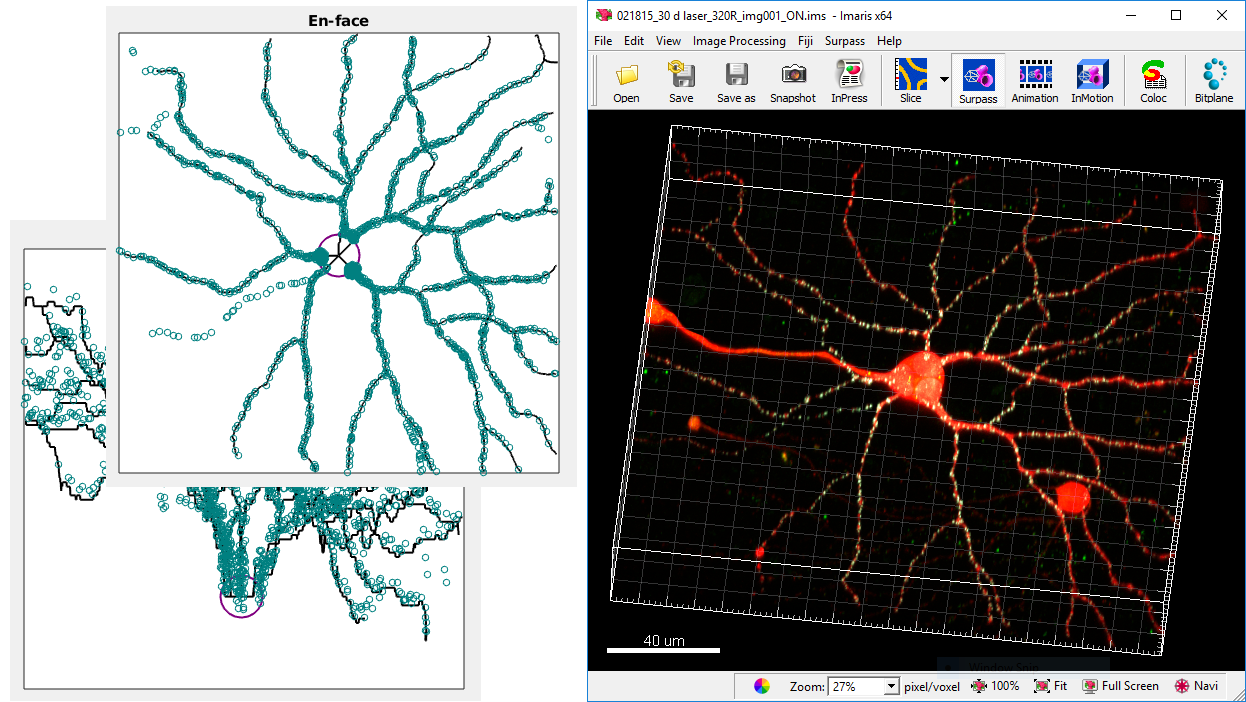 En-face
021815_30 d laser_320R_img001_ON.ims - Imaris x64
File Edit View Image Processing Fiji Surpass Help
Open Save Save as Snapshot InPress Slice Surpass Animation InMotion Coloc Bitplane
40 um
Window Snip
Zoom: 27% pixel/voxel 100% Fit Full Screen Navi